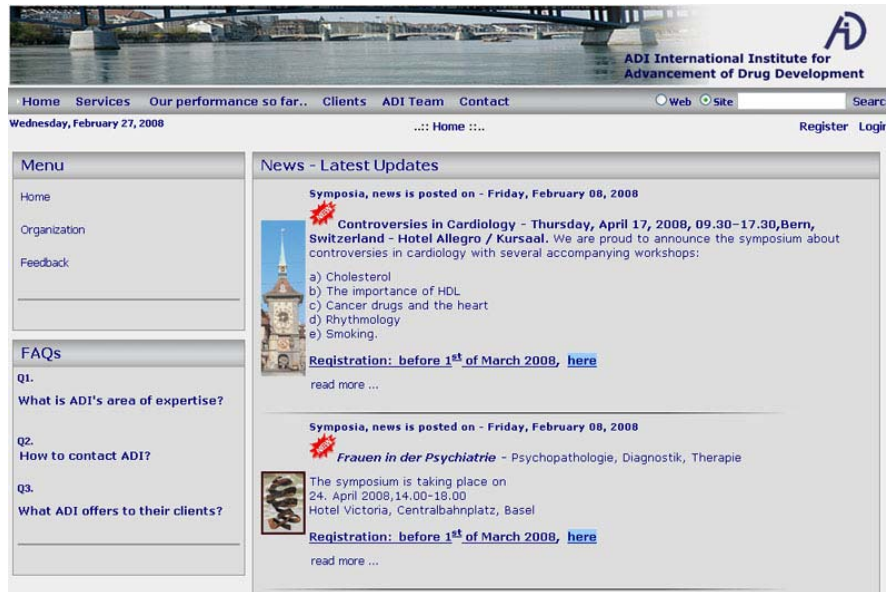 ADI International Institute for
Advancement of Drug Development
Home Services Our performance so far.. Clients ADI Team Contact Web Site
Wednesday, February 27, 2008 ..:: Home ::.. Register
Menu
Home
Organization
Feedback
FAQs
Q1.
What is ADI's area of expertise?
Q2.
How to contact ADI?
Q3.
What ADI offers to their clients?
News - Latest Updates
Symposia, news is posted on - Friday, February 08, 2008
Controversies in Cardiology - Thursday, April 17, 2008, 09.30-17.30,Bern,
Switzerland - Hotel Allegro / Kursaal. We are proud to announce the symposium about
controversies in cardiology with several accompanying workshops:
a) Cholesterol
b) The importance of HDL
c) Cancer drugs and the heart
d) Rhythmology
e) Smoking.
Registration: before 1st of March 2008, here
read more ...
Symposia, news is posted on - Friday, February 08, 2008
Frauen in der Psychiatrie - Psychopathologie, Diagnostik, Therapie
The symposium is taking place on
24. April 2008,14.00-18.00
Hotel Victoria, Centralbahnplatz, Basel
Registration: before 1st of March 2008, here
read more ...